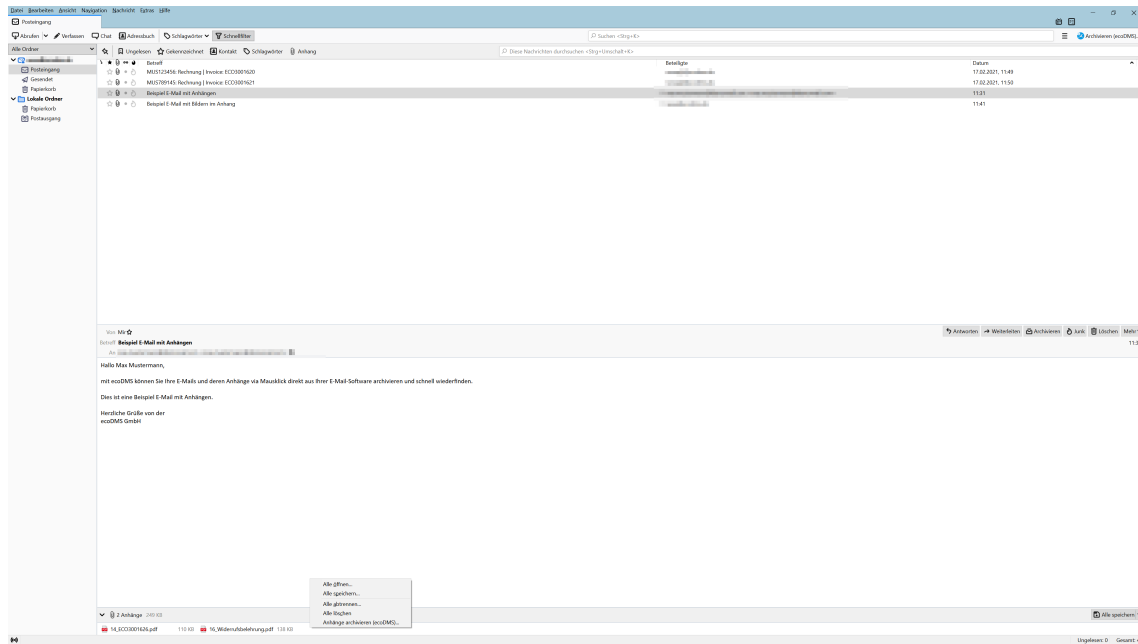 Datei Bearbeiten Ansicht Navigation Nachricht Extras Hilfe
Posteingang
Abrufen Verfassen Chat Adressbuch Schlagwörter Schnellfilter Suchen <Strg+K> Archivieren (ecoDMS)...
Alle Ordner Ungelesen Gekennzeichnet Kontakt Schlagwörter Anhang Diese Nachrichten durchsuchen <Strg+Umschalt+K>
Betreff Beteiligte Datum
Posteingang MUS123456: Rechnung | Invoice: ECO3001620 17.02.2021, 11:49
Gesendet MUS789145: Rechnung | Invoice: ECO3001621 17.02.2021, 11:50
Papierkorb Beispiel E-Mail mit Anhängen 11:31
Lokale Ordner Beispiel E-Mail mit Bildern im Anhang 11:41
Papierkorb
Postausgang
Von Mir Antworten Weiterleiten Archivieren Junk Löschen Mehr
Betreff Beispiel E-Mail mit Anhängen 11:3
An
Hallo Max Mustermann,
mit ecoDMS können Sie Ihre E-Mails und deren Anhänge via Mausklick direkt aus Ihrer E-Mail-Software archivieren und schnell wiederfinden.
Dies ist eine Beispiel E-Mail mit Anhängen.
Herzliche Grüße von der
ecoDMS GmbH
Alle öffnen...
Alle speichern...
Alle abtrennen...
Alle löschen
Anhänge archivieren (ecoDMS)...
2 Anhänge 249 KB Alle speichern
14_ECO3001626.pdf 110 KB 16_Widerrufsbelehrung.pdf 138 KB
Ungelesen: 0 Gesamt: